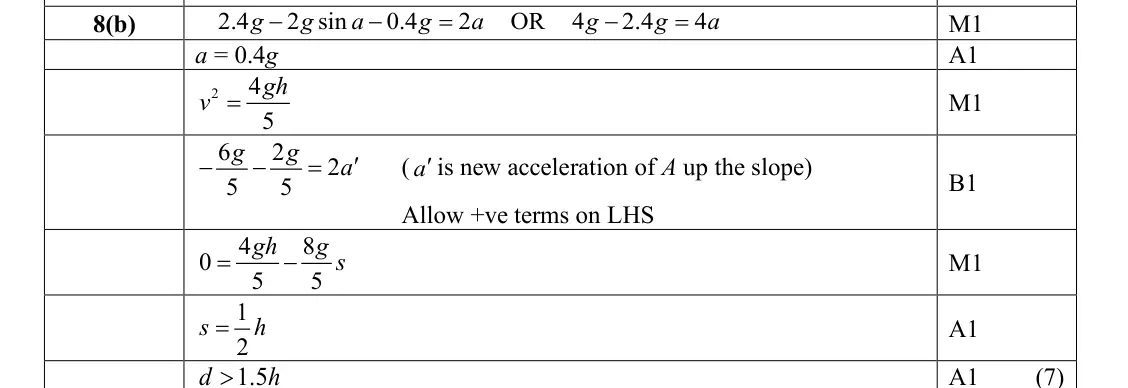 8(b) 2.4g − 2g sin a − 0.4g = 2a OR 4g − 2.4g = 4a M1
a = 0.4g A1
v² = 4gh/5 M1
−6g/5 − 2g/5 = 2a′ (a′ is new acceleration of A up the slope) B1
Allow +ve terms on LHS
0 = 4gh/5 − 8g/5 s M1
s = 1/2 h A1
d > 1.5h A1 (7)